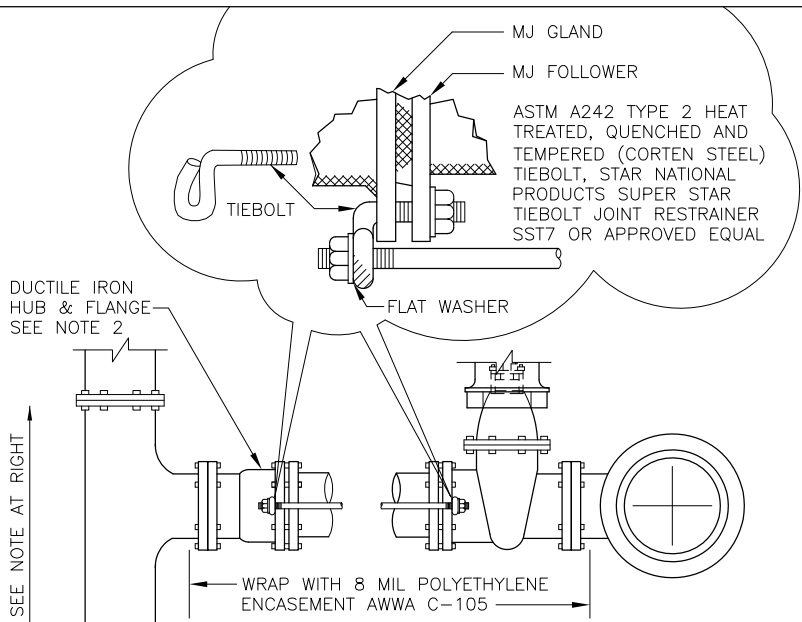 MJ GLAND
MJ FOLLOWER
ASTM A242 TYPE 2 HEAT
TREATED, QUENCHED AND
TEMPERED (CORTEN STEEL)
TIEBOLT, STAR NATIONAL
PRODUCTS SUPER STAR
TIEBOLT JOINT RESTRAINER
SST7 OR APPROVED EQUAL
TIEBOLT
FLAT WASHER
DUCTILE IRON
HUB & FLANGE
SEE NOTE 2
SEE NOTE AT RIGHT
WRAP WITH 8 MIL POLYETHYLENE
ENCASEMENT AWWA C-105